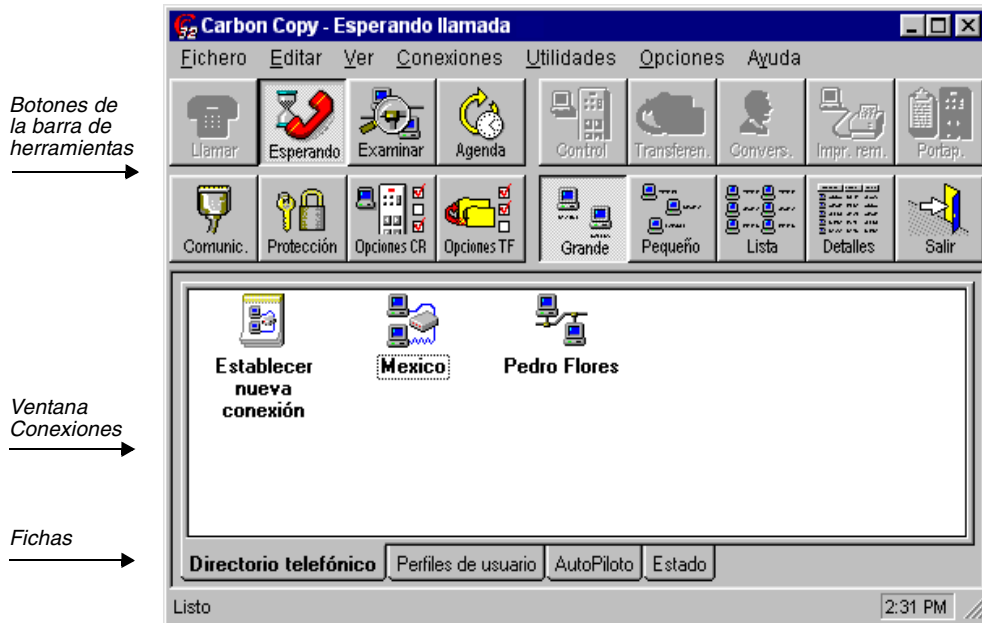 Carbon Copy - Esperando llamada
Fichero Editar Ver Conexiones Utilidades Opciones Ayuda
Botones de
la barra de
herramientas
Llamar Esperando Examinar Agenda Control Transferen. Convers. Impr. rem. Portap.
Comunic. Protección Opciones CR Opciones TF Grande Pequeño Lista Detalles Salir
Establecer
nueva
conexión
Mexico
Pedro Flores
Ventana
Conexiones
Fichas
Directorio telefónico Perfiles de usuario AutoPiloto Estado
Listo 2:31 PM